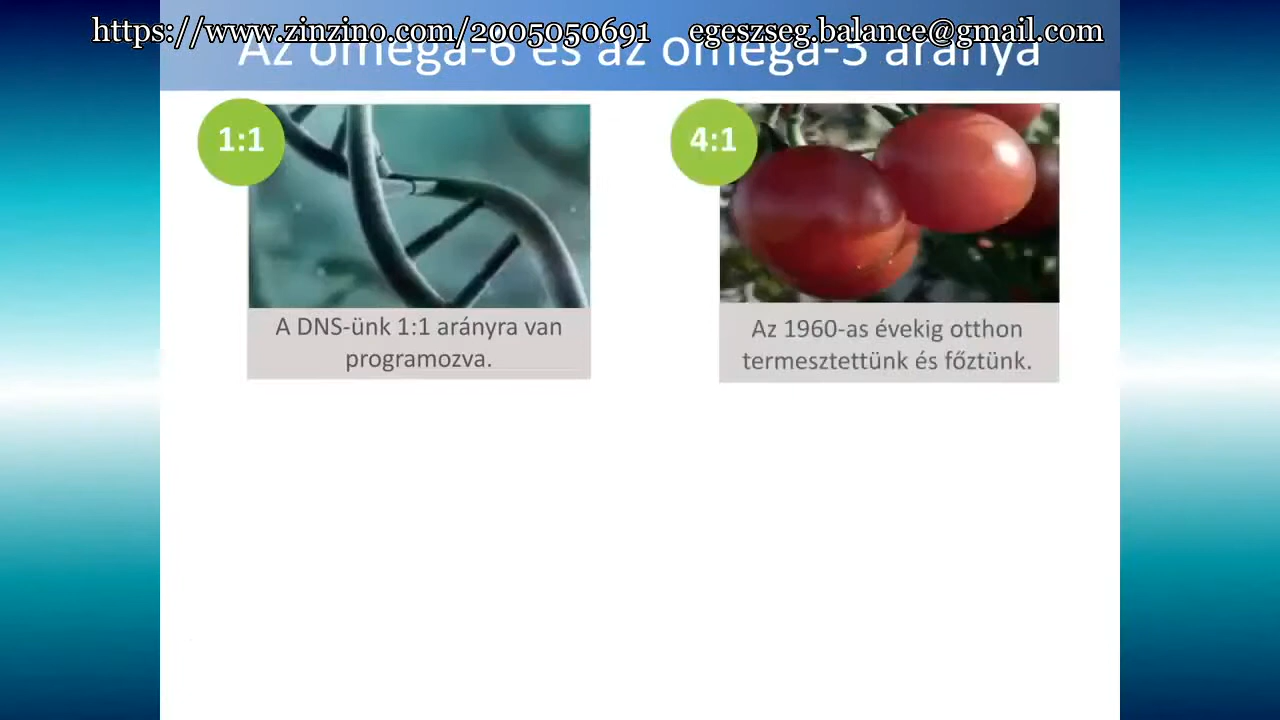 https://www.zinzino.com/2005050691 egeszseg.balance@gmail.com
Az omega-6 és az omega-3 aránya
1:1
4:1
A DNS-ünk 1:1 arányra van
programozva.
Az 1960-as évekig otthon
termesztettünk és főztünk.